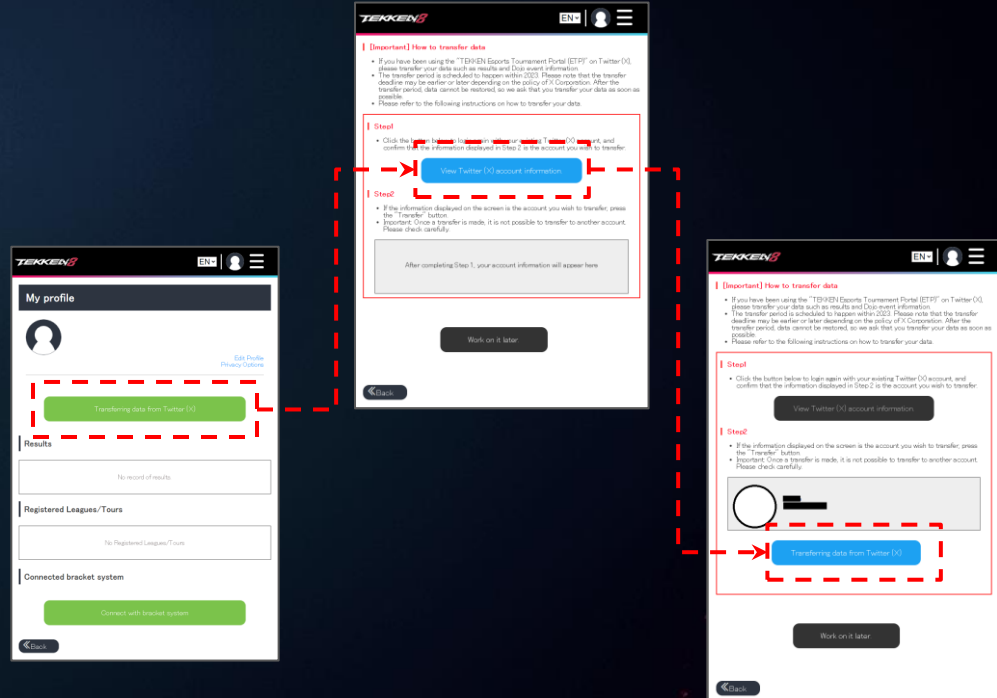 TEKKEN8
EN
My profile
Edit Profile
Privacy Options
Transferring data from Twitter (X)
Results
No record of results
Registered Leagues/Tours
No Registered Leagues/Tours
Connected bracket system
Connect with bracket system
Back
TEKKEN8
EN
[Important] How to transfer data
• If you have been using the "TEKKEN Esports Tournament Portal (ETP)" on Twitter (X),
please transfer your data such as results and Dojo event information
• The transfer period is scheduled to happen within 2023. Please note that the transfer
deadline may be earlier or later depending on the policy of X Corporation. After the
transfer period, data cannot be restored, so we ask that you transfer your data as soon as
possible.
• Please refer to the following instructions on how to transfer your data.
Step1
• Click the button below to login again with your existing Twitter (X) account, and
confirm that the information displayed in Step 2 is the account you wish to transfer.
View Twitter (X) account information
Step2
• If the information displayed on the screen is the account you wish to transfer, press
the "Transfer" button.
• Important: Once a transfer is made, it is not possible to transfer to another account.
Please check carefully.
After completing Step 1, your account information will appear here
Work on it later
Back
TEKKEN8
EN
[Important] How to transfer data
• If you have been using the "TEKKEN Esports Tournament Portal (ETP)" on Twitter (X),
please transfer your data such as results and Dojo event information
• The transfer period is scheduled to happen within 2023. Please note that the transfer
deadline may be earlier or later depending on the policy of X Corporation. After the
transfer period, data cannot be restored, so we ask that you transfer your data as soon as
possible.
• Please refer to the following instructions on how to transfer your data.
Step1
• Click the button below to login again with your existing Twitter (X) account, and
confirm that the information displayed in Step 2 is the account you wish to transfer.
View Twitter (X) account information
Step2
• If the information displayed on the screen is the account you wish to transfer, press
the "Transfer" button.
• Important: Once a transfer is made, it is not possible to transfer to another account.
Please check carefully.
Transferring data from Twitter (X)
Work on it later
Back